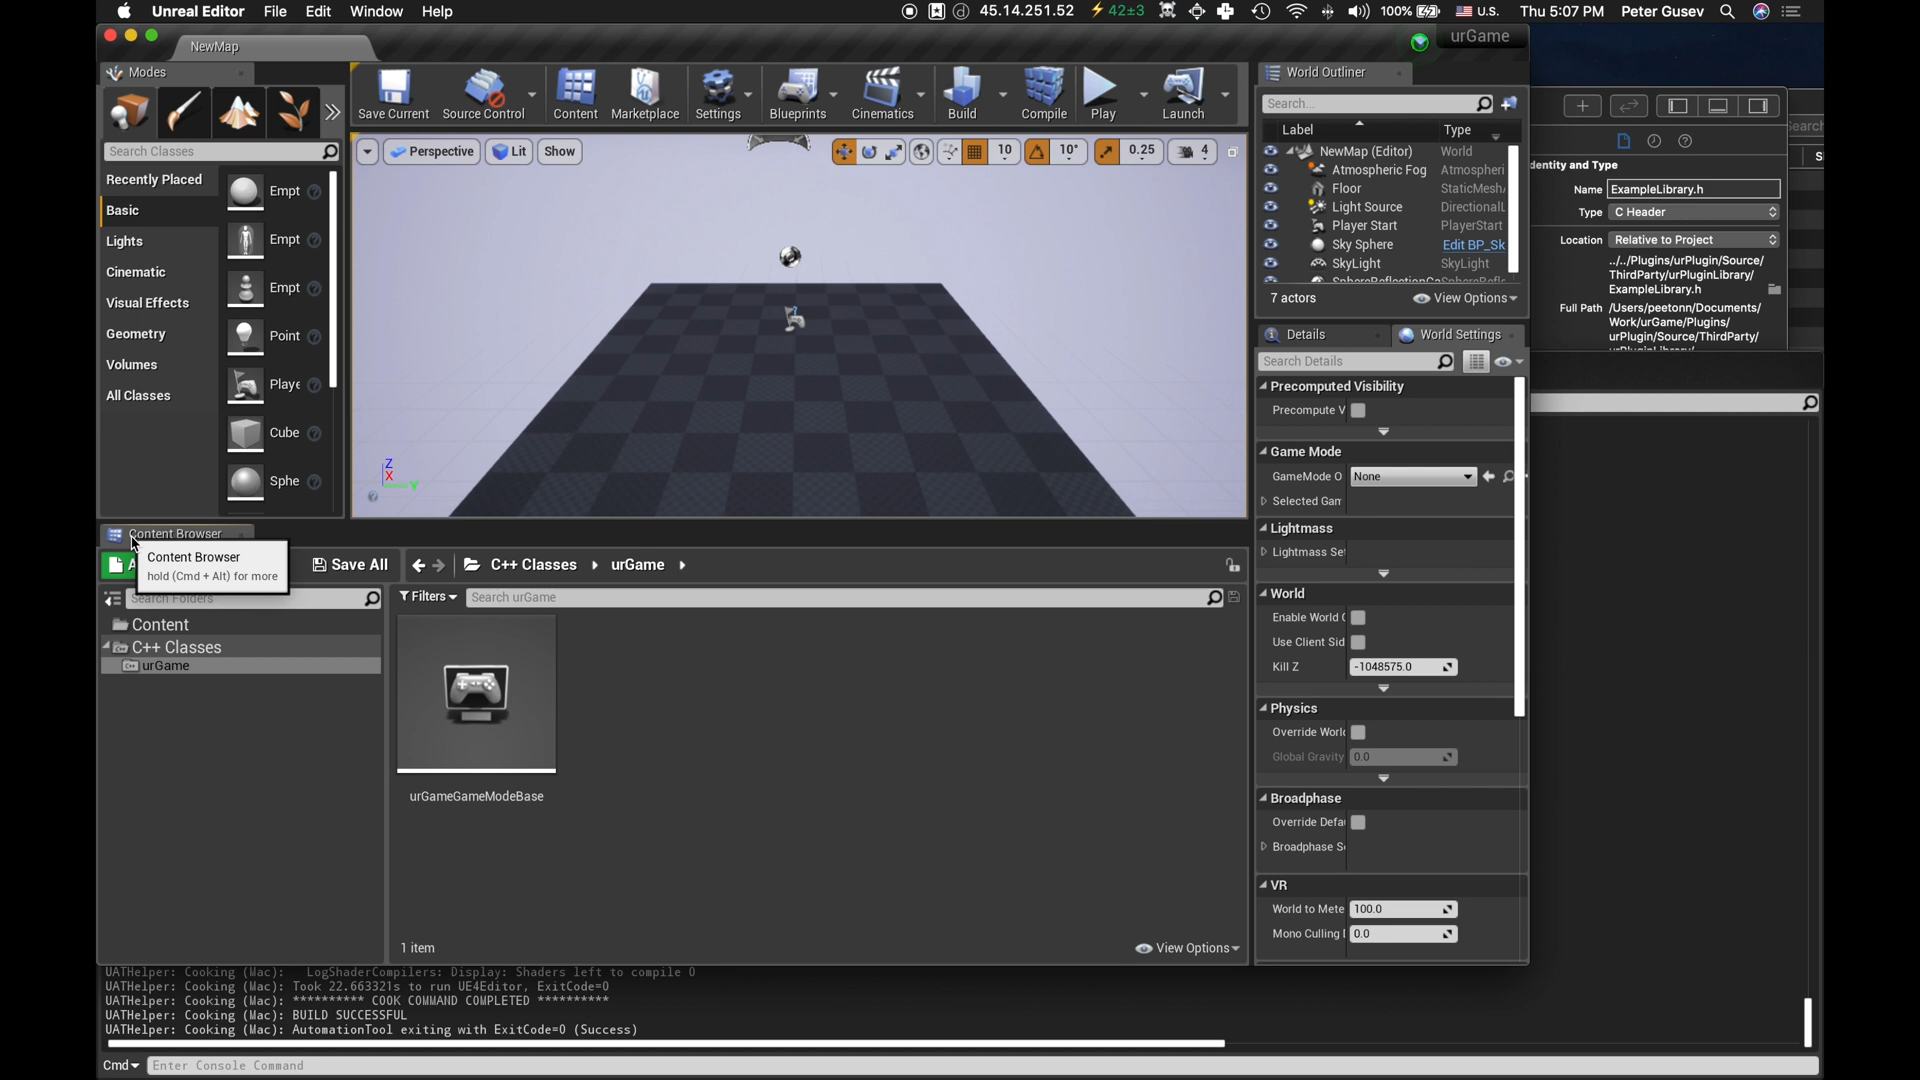 Unreal Editor File Edit Window Help
45.14.251.52 42±3 100% U.S. Thu 5:07 PM Peter Gusev
NewMap
urGame
Modes
Search Classes
Recently Placed
Basic
Lights
Cinematic
Visual Effects
Geometry
Volumes
All Classes
Empt
Empt
Empt
Point
Playe
Cube
Sphe
Save Current Source Control Content Marketplace Settings Blueprints Cinematics Build Compile Play Launch
Perspective Lit Show 10 10° 0.25 4
Z
X
Y
World Outliner
Search...
Label Type
NewMap (Editor) World
Atmospheric Fog Atmospheri
Floor StaticMesh
Light Source DirectionalL
Player Start PlayerStart
Sky Sphere Edit BP_Sk
SkyLight SkyLight
7 actors View Options
Details World Settings
Search Details
Precomputed Visibility
Precompute V
Game Mode
GameMode O None
Selected Gam
Lightmass
Lightmass Set
World
Enable World C
Use Client Sid
Kill Z -1048575.0
Physics
Override World
Global Gravity 0.0
Broadphase
Override Defau
Broadphase Se
VR
World to Mete 100.0
Mono Culling 0.0
dentity and Type
Name ExampleLibrary.h
Type C Header
Location Relative to Project
../../Plugins/urPlugin/Source/
ThirdParty/urPluginLibrary/
ExampleLibrary.h
Full Path /Users/peetonn/Documents/
Work/urGame/Plugins/
urPlugin/Source/ThirdParty/
Content Browser
Content Browser
hold (Cmd + Alt) for more
Save All C++ Classes urGame
Search Folders
Content
C++ Classes
urGame
Filters Search urGame
urGameGameModeBase
1 item View Options
UATHelper: Cooking (Mac): LogShaderCompilers: Display: Shaders left to compile 0
UATHelper: Cooking (Mac): Took 22.663321s to run UE4Editor, ExitCode=0
UATHelper: Cooking (Mac): ********** COOK COMMAND COMPLETED **********
UATHelper: Cooking (Mac): BUILD SUCCESSFUL
UATHelper: Cooking (Mac): AutomationTool exiting with ExitCode=0 (Success)
Cmd Enter Console Command